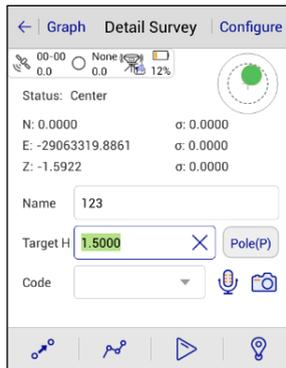 ← Graph Detail Survey Configure
00-00 None
0.0 0.0 12%
Status: Center
N: 0.0000 σ: 0.0000
E: -29063319.8861 σ: 0.0000
Z: -1.5922 σ: 0.0000
Name 123
Target H 1.5000 Pole(P)
Code